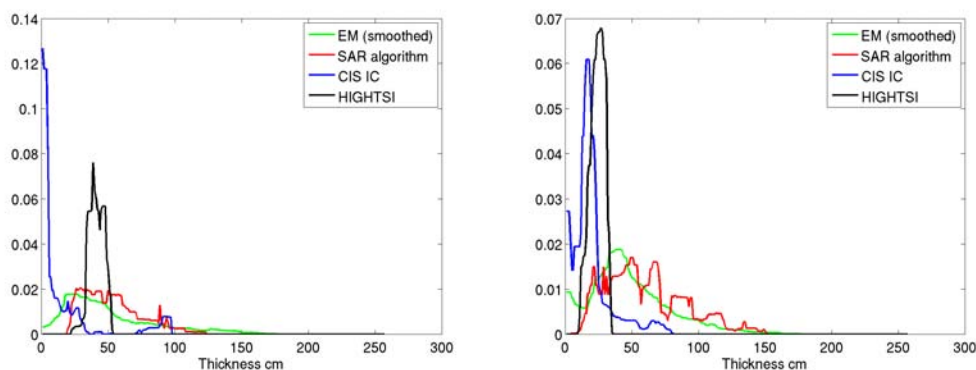 0.14
0.12
0.1
0.08
0.06
0.04
0.02
0
0 50 100 150 200 250 300
Thickness cm
EM (smoothed)
SAR algorithm
CIS IC
HIGHTSI
0.07
0.06
0.05
0.04
0.03
0.02
0.01
0
0 50 100 150 200 250 300
Thickness cm
EM (smoothed)
SAR algorithm
CIS IC
HIGHTSI